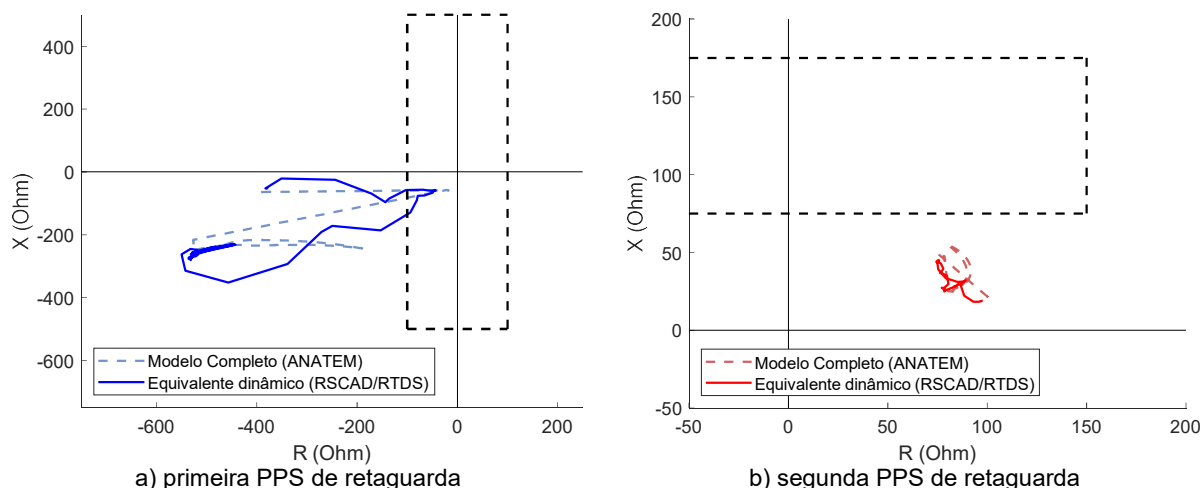 400
200
0
-200
-400
-600
X (Ohm)
-600
-400
-200
0
200
R (Ohm)
Modelo Completo (ANATEM)
Equivalente dinâmico (RSCAD/RTDS)
a) primeira PPS de retaguarda
200
150
100
50
0
-50
X (Ohm)
-50
0
50
100
150
200
R (Ohm)
Modelo Completo (ANATEM)
Equivalente dinâmico (RSCAD/RTDS)
b) segunda PPS de retaguarda